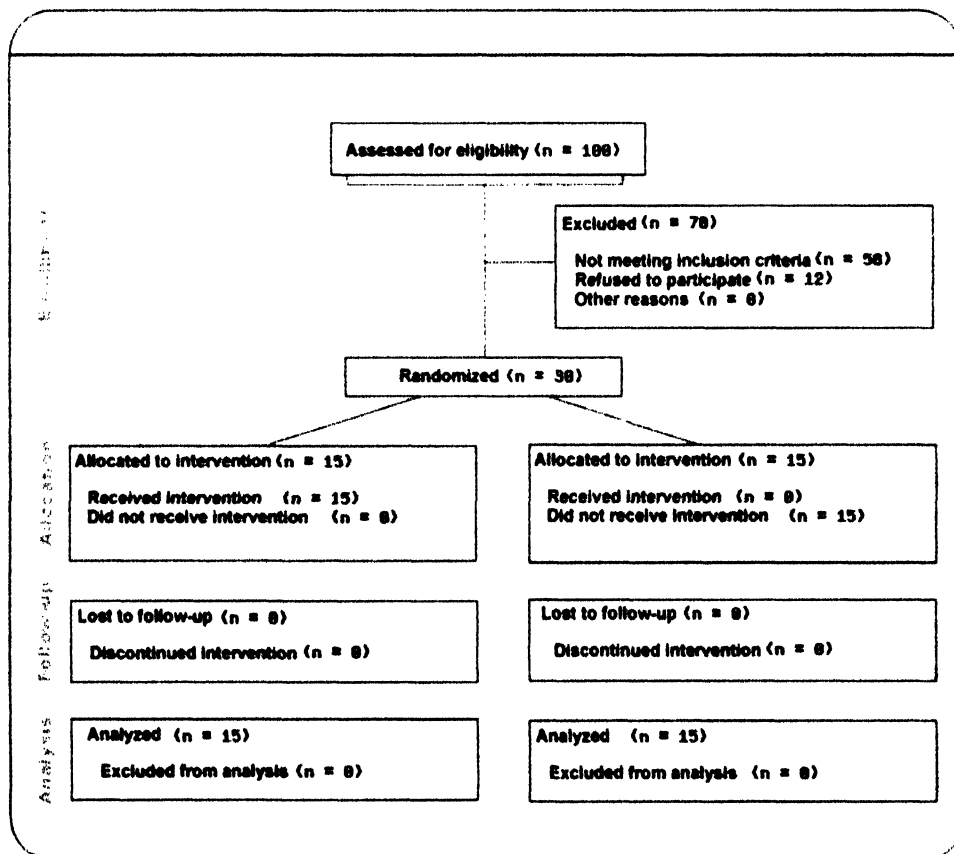 Assessed for eligibility (n = 100)
Excluded (n = 70)
Not meeting inclusion criteria (n = 58)
Refused to participate (n = 12)
Other reasons (n = 0)
Randomized (n = 30)
Allocation
Allocated to intervention (n = 15)
Received intervention (n = 15)
Did not receive intervention (n = 0)
Allocated to intervention (n = 15)
Received intervention (n = 0)
Did not receive intervention (n = 15)
Follow-up
Lost to follow-up (n = 0)
Discontinued intervention (n = 0)
Lost to follow-up (n = 0)
Discontinued intervention (n = 0)
Analysis
Analyzed (n = 15)
Excluded from analysis (n = 0)
Analyzed (n = 15)
Excluded from analysis (n = 0)